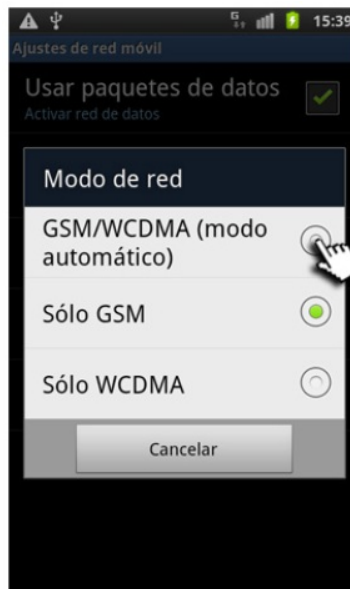 G 15:39
Ajustes de red móvil
Usar paquetes de datos
Activar red de datos
Modo de red
GSM/WCDMA (modo
automático)
Sólo GSM
Sólo WCDMA
Cancelar